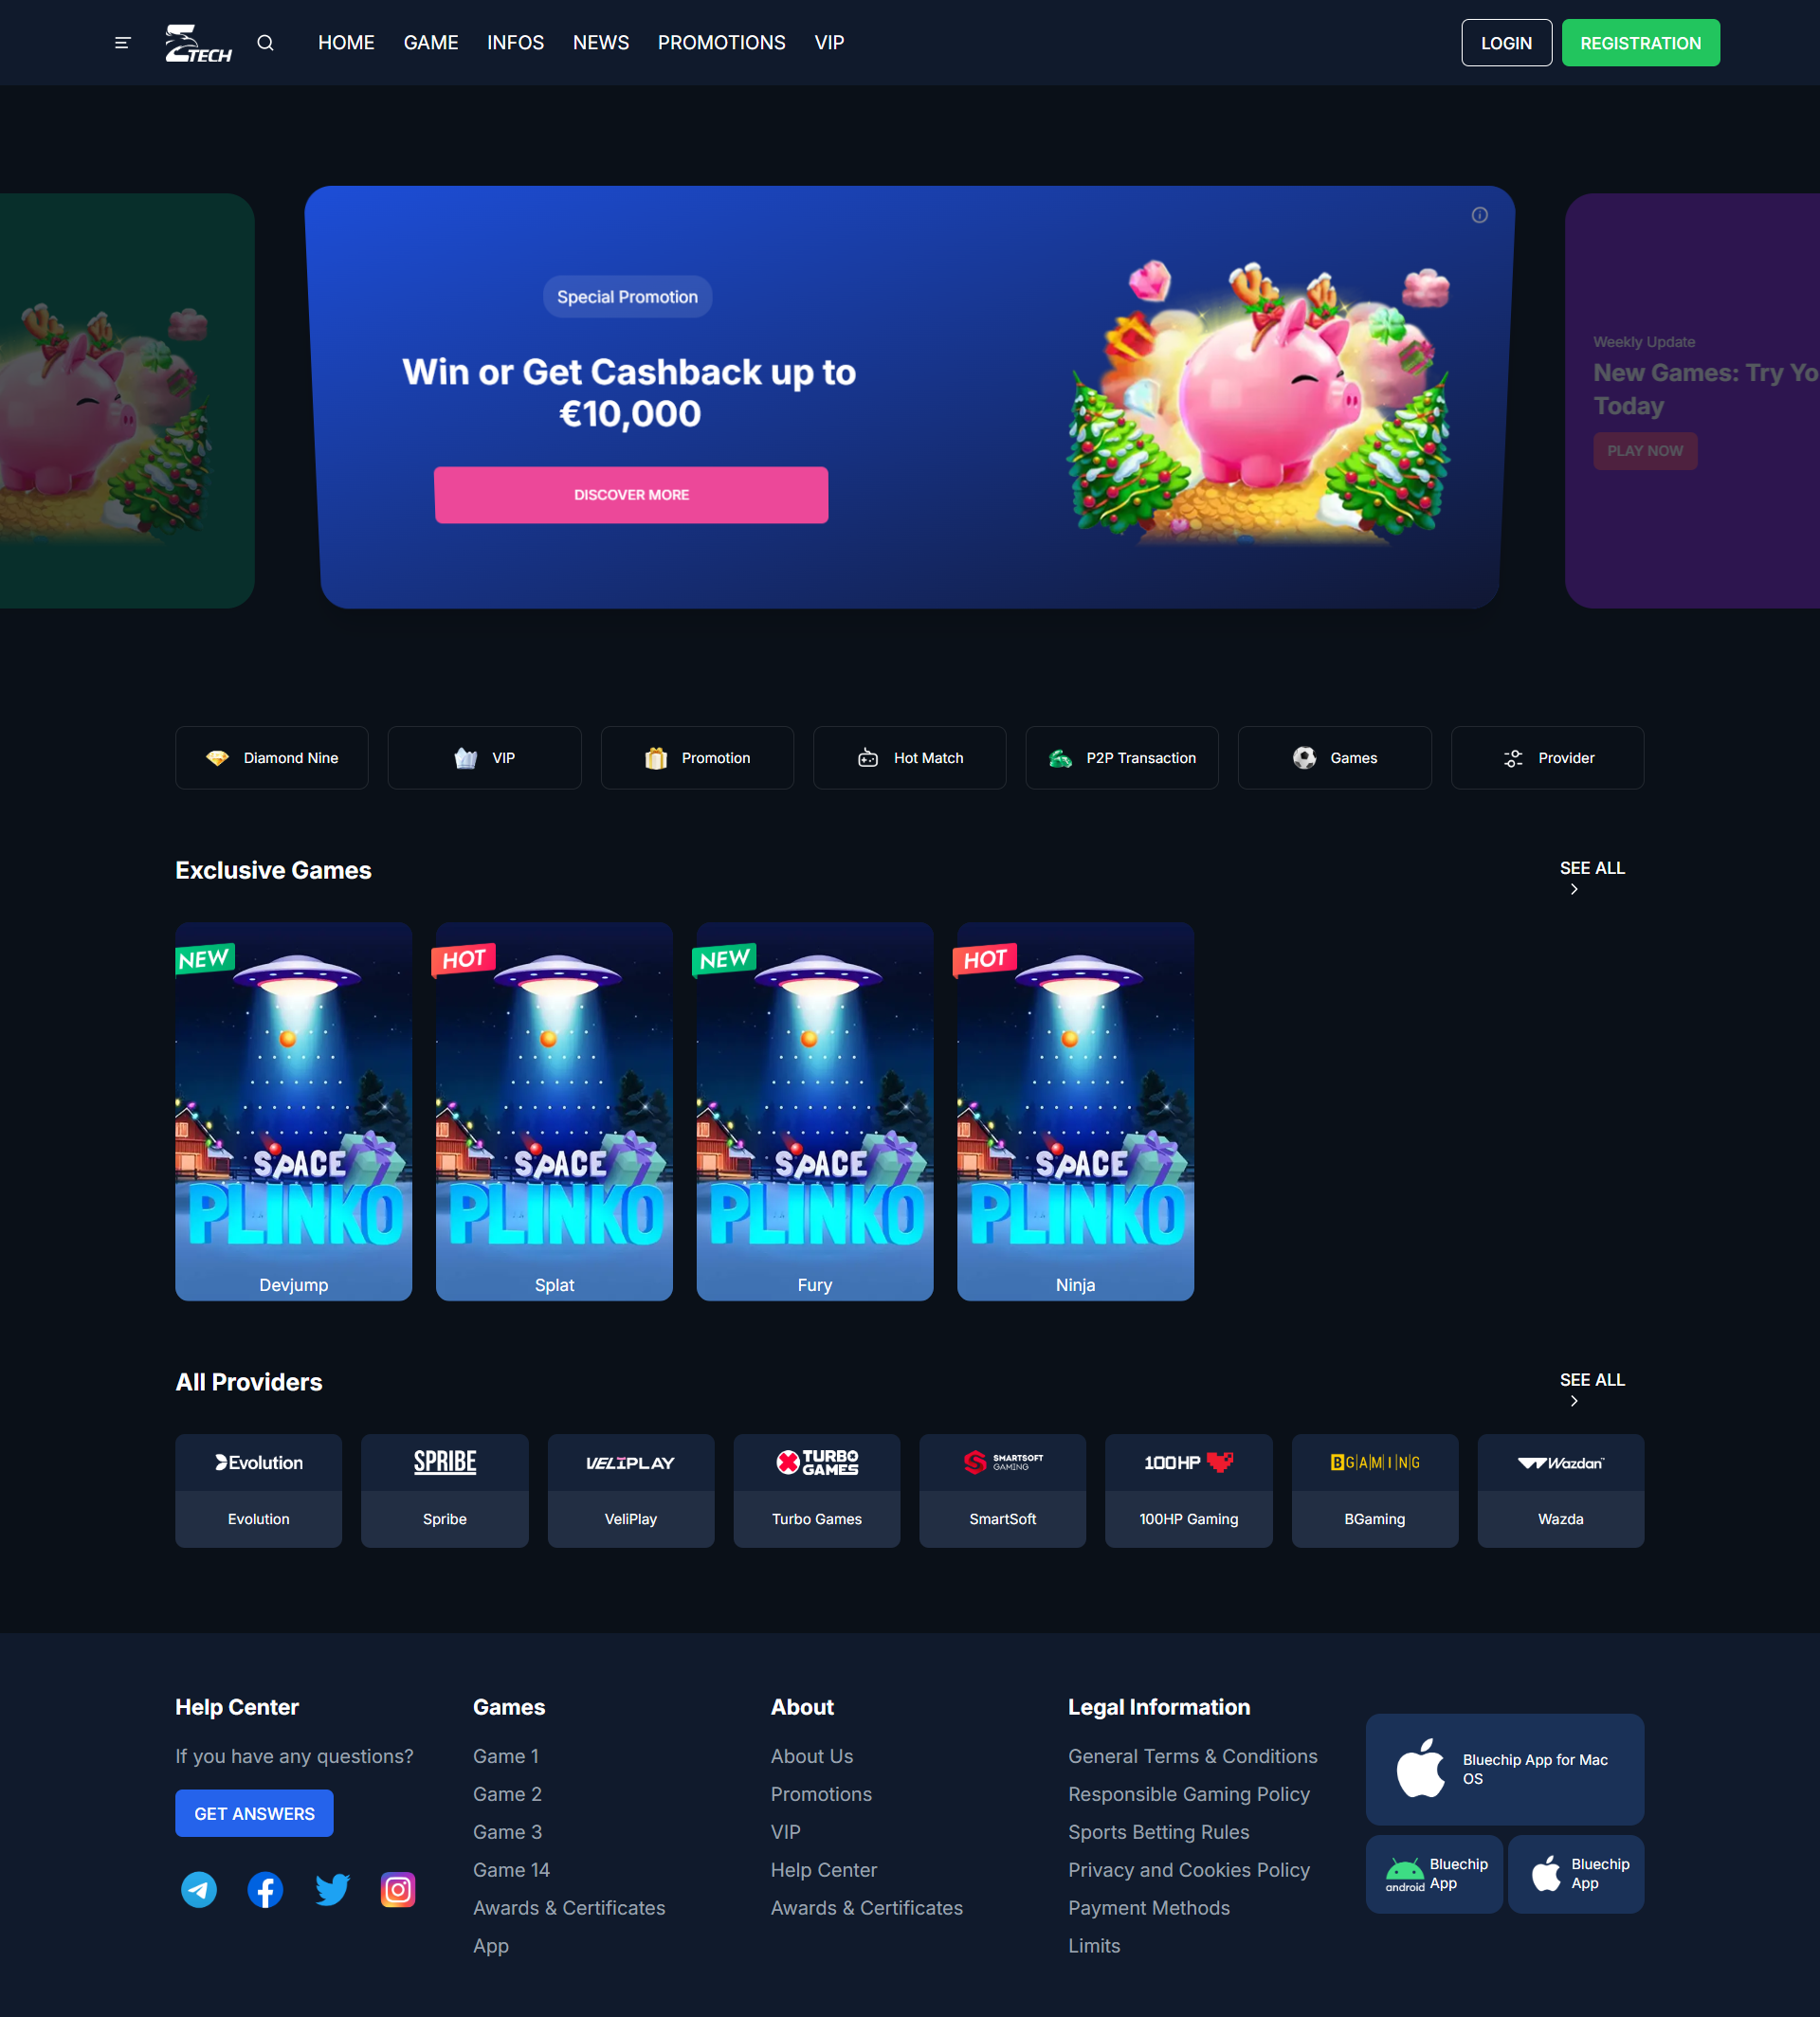 TECH
HOME GAME INFOS NEWS PROMOTIONS VIP
LOGIN REGISTRATION
Special Promotion
Win or Get Cashback up to
€10,000
DISCOVER MORE
Weekly Update
New Games: Try Yo
Today
PLAY NOW
Diamond Nine VIP Promotion Hot Match P2P Transaction Games Provider
Exclusive Games
SEE ALL
NEW
SPACE
PLINKO
Devjump
HOT
SPACE
PLINKO
Splat
NEW
SPACE
PLINKO
Fury
HOT
SPACE
PLINKO
Ninja
All Providers
SEE ALL
Evolution
Evolution
SPRIBE
Spribe
VELIPLAY
VeliPlay
TURBO
GAMES
Turbo Games
SMARTSOFT
GAMING
SmartSoft
100HP
100HP Gaming
BGAMING
BGaming
Wazdan
Wazda
Help Center
If you have any questions?
GET ANSWERS
Games
Game 1
Game 2
Game 3
Game 14
Awards & Certificates
App
About
About Us
Promotions
VIP
Help Center
Awards & Certificates
Legal Information
General Terms & Conditions
Responsible Gaming Policy
Sports Betting Rules
Privacy and Cookies Policy
Payment Methods
Limits
Bluechip App for Mac
OS
android
Bluechip
App
Bluechip
App